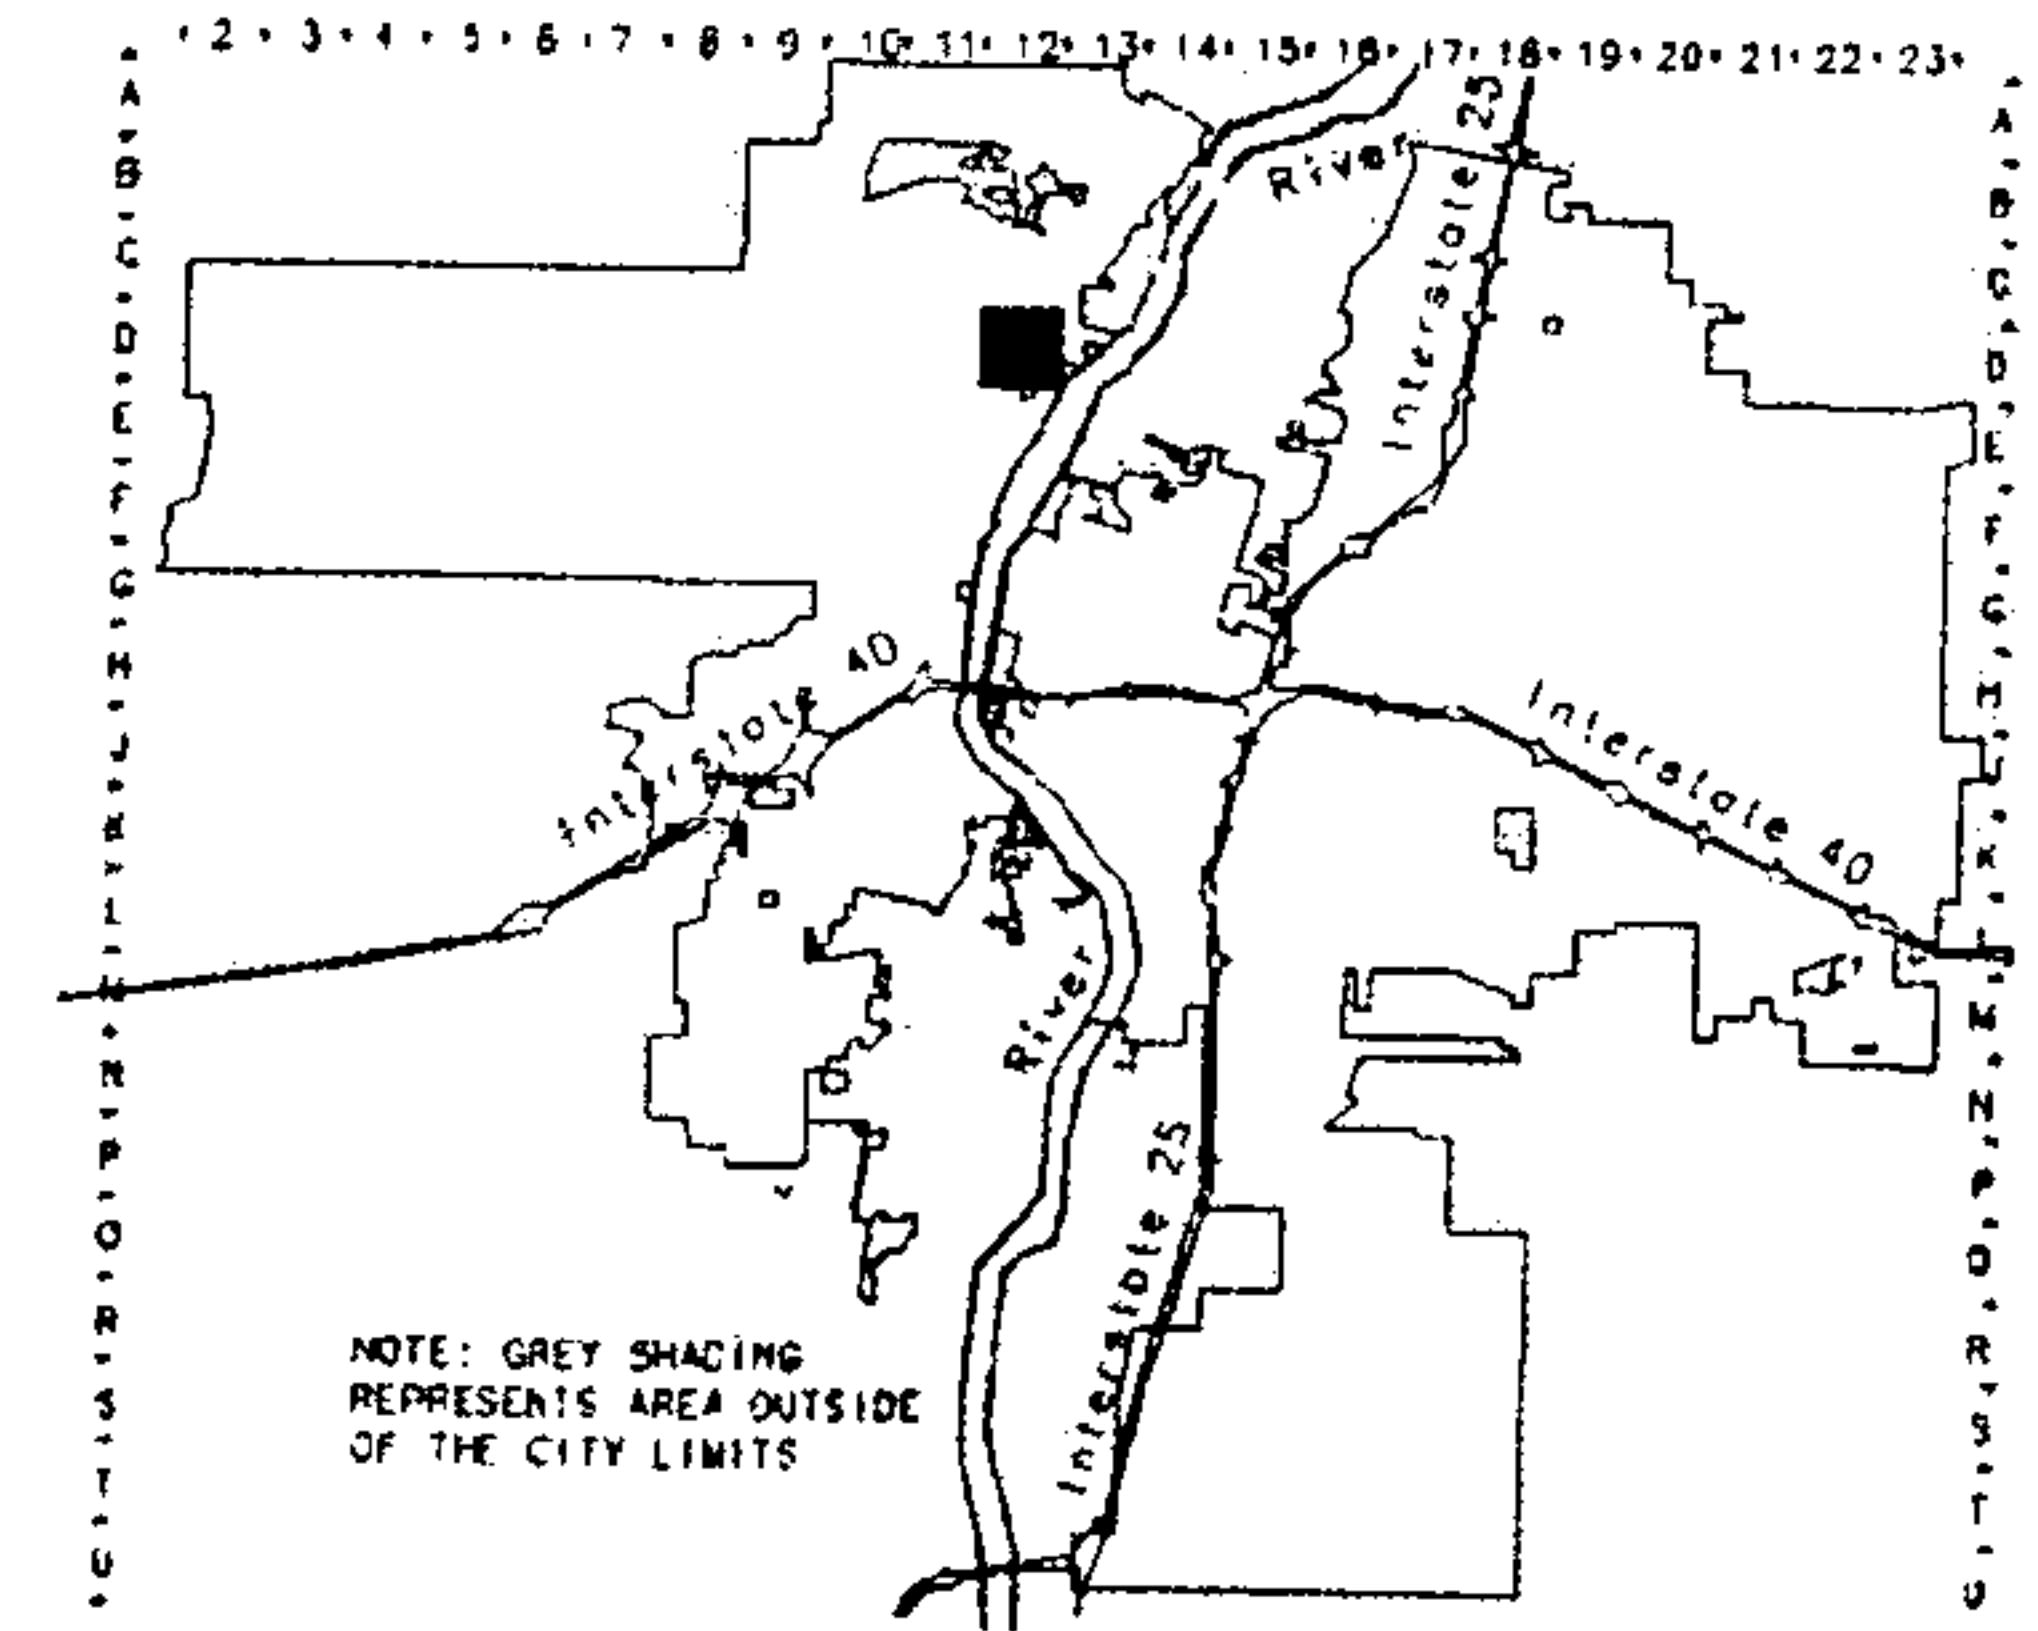 2 · 3 · 4 · 5 · 6 · 7 · 8 · 9 · 10 · 11 · 12 · 13 · 14 · 15 · 16 · 17 · 18 · 19 · 20 · 21 · 22 · 23
A
B
C
D
E
F
G
H
J
K
L
M
N
P
Q
R
S
T
U
A
B
C
D
E
F
G
H
J
K
L
M
N
P
Q
R
S
T
U
River
Interstate 25
Interstate 40
Interstate 40
River
Interstate 25
NOTE: GREY SHADING
REPRESENTS AREA OUTSIDE
OF THE CITY LIMITS